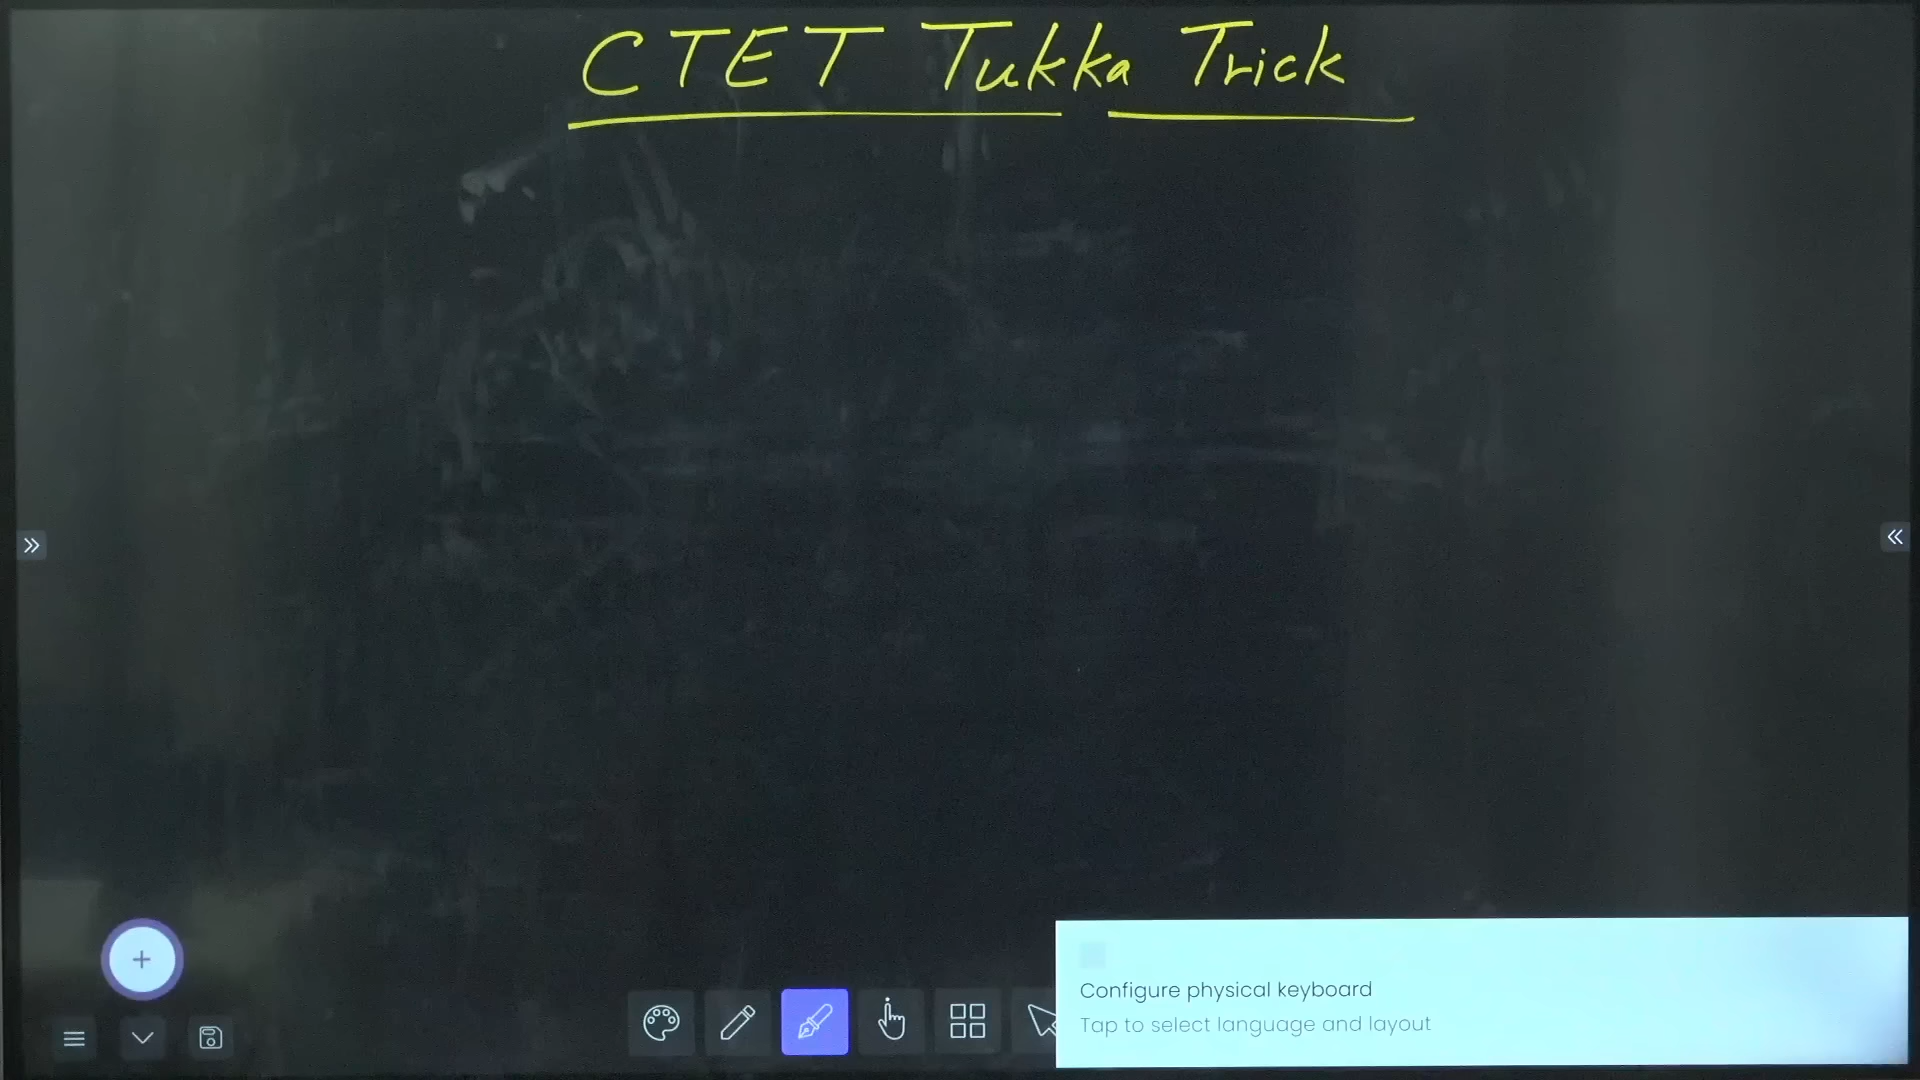 CTET Tukka Trick
Configure physical keyboard
Tap to select language and layout